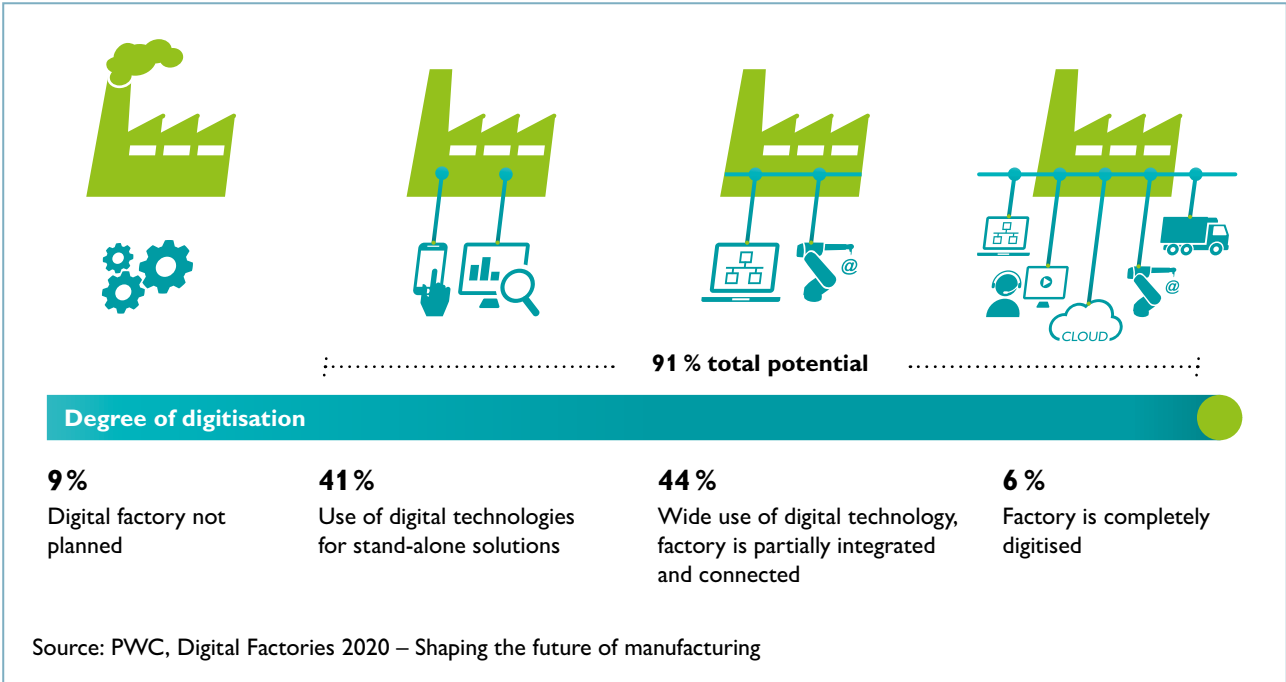 @
@
CLOUD
91 % total potential
Degree of digitisation
9 %
Digital factory not
planned
41 %
Use of digital technologies
for stand-alone solutions
44 %
Wide use of digital technology,
factory is partially integrated
and connected
6 %
Factory is completely
digitised
Source: PWC, Digital Factories 2020 – Shaping the future of manufacturing